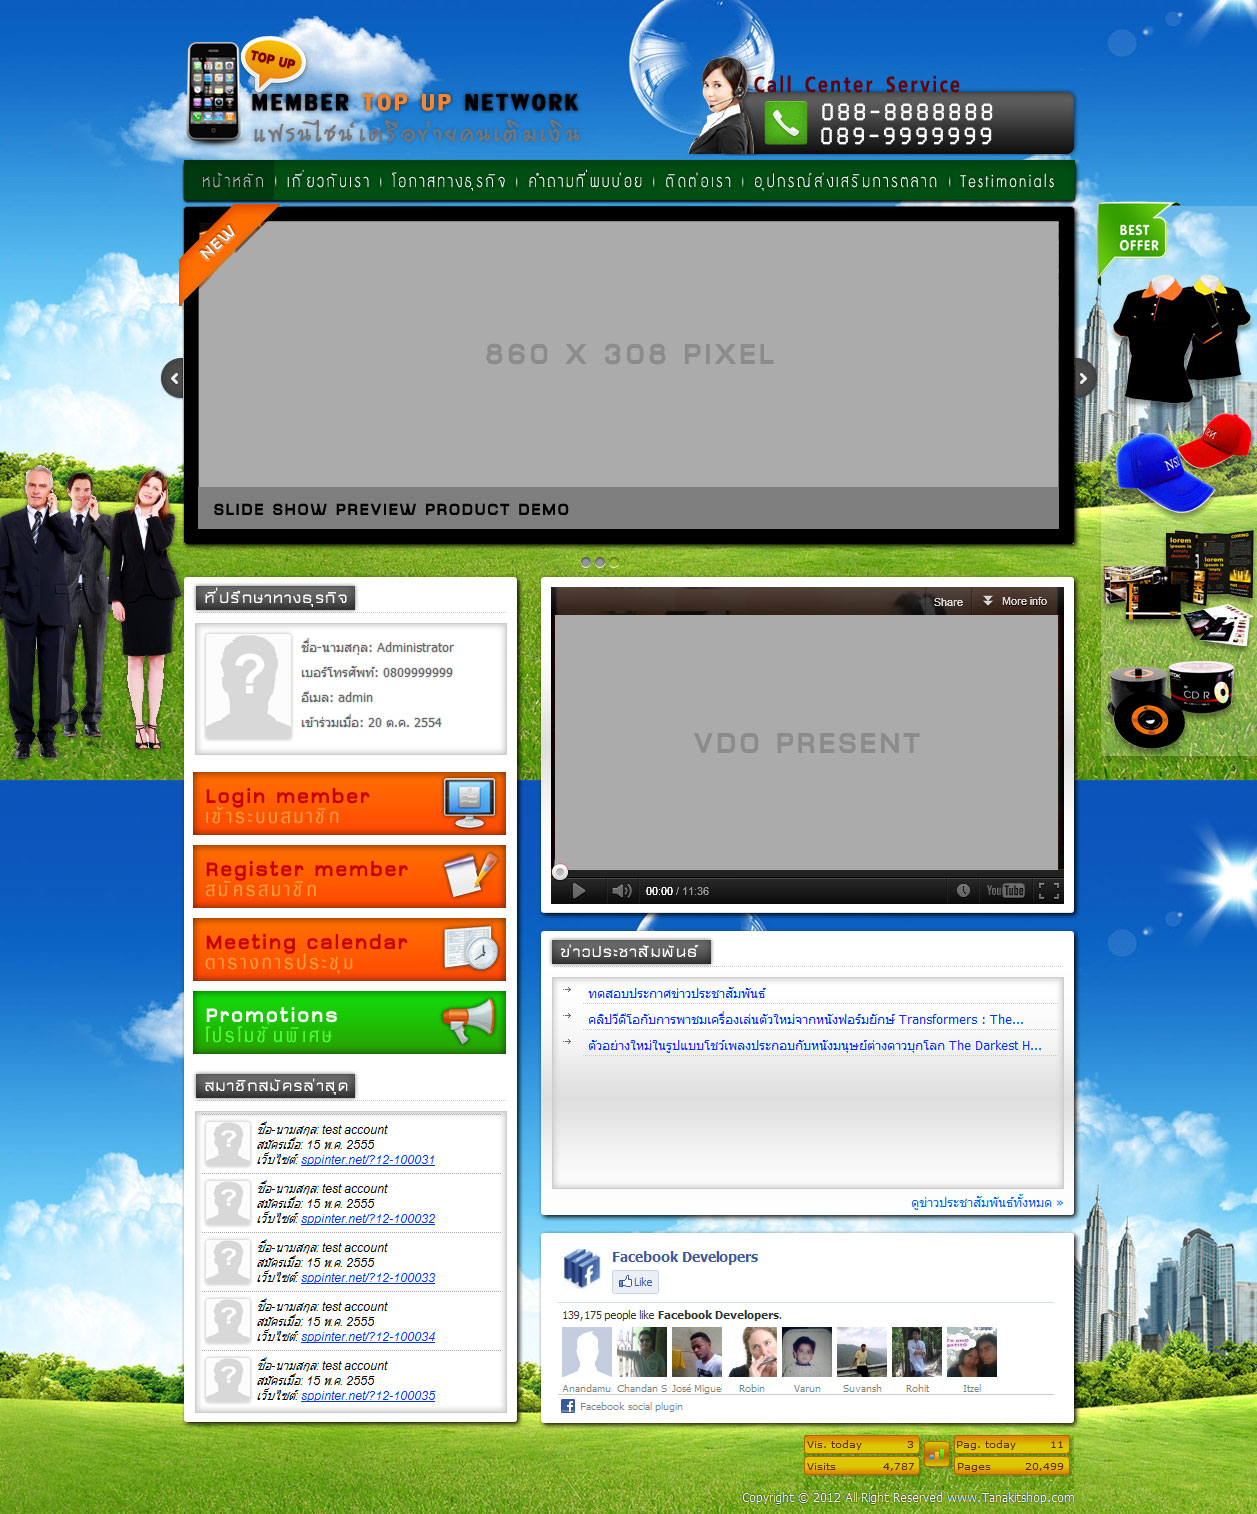 TOP UP
MEMBER TOP UP NETWORK
แฟรนไชน์เครือข่ายคนเติมเงิน
Call Center Service
088-8888888
089-9999999
หน้าหลัก | เกี่ยวกับเรา | โอกาสทางธุรกิจ | คำถามที่พบบ่อย | ติดต่อเรา | อุปกรณ์ส่งเสริมการตลาด | Testimonials
NEW
BEST
OFFER
860 X 308 PIXEL
SLIDE SHOW PREVIEW PRODUCT DEMO
ที่ปรึกษาทางธุรกิจ
ชื่อ-นามสกุล: Administrator
เบอร์โทรศัพท์: 0809999999
อีเมล: admin
เข้าร่วมเมื่อ: 20 ต.ค. 2554
Login member
เข้าระบบสมาชิก
Register member
สมัครสมาชิก
Meeting calendar
ตารางการประชุม
Promotions
โปรโมชั่นพิเศษ
สมาชิกสมัครล่าสุด
ชื่อ-นามสกุล: test account
สมัครเมื่อ: 15 พ.ค. 2555
เว็บไซต์: sppinter.net/?12-100031
ชื่อ-นามสกุล: test account
สมัครเมื่อ: 15 พ.ค. 2555
เว็บไซต์: sppinter.net/?12-100032
ชื่อ-นามสกุล: test account
สมัครเมื่อ: 15 พ.ค. 2555
เว็บไซต์: sppinter.net/?12-100033
ชื่อ-นามสกุล: test account
สมัครเมื่อ: 15 พ.ค. 2555
เว็บไซต์: sppinter.net/?12-100034
ชื่อ-นามสกุล: test account
สมัครเมื่อ: 15 พ.ค. 2555
เว็บไซต์: sppinter.net/?12-100035
Share More info
VDO PRESENT
00:00 / 11:36 YouTube
ข่าวประชาสัมพันธ์
ทดสอบประกาศข่าวประชาสัมพันธ์
คลิปวีดีโอกับการพาชมเครื่องเล่นตัวใหม่จากหนังฟอร์มยักษ์ Transformers : The...
ตัวอย่างใหม่ในรูปแบบโชว์เพลงประกอบกับหนังมนุษย์ต่างดาวบุกโลก The Darkest H...
ดูข่าวประชาสัมพันธ์ทั้งหมด »
Facebook Developers
Like
139,175 people like Facebook Developers.
Anandamu Chandan S José Miguel Robin Varun Suvansh Rohit Itzel
Facebook social plugin
CD R
Vis. today 3 Pag. today 11
Visits 4,787 Pages 20,499
Copyright © 2012 All Right Reserved www.Tanakitshop.com